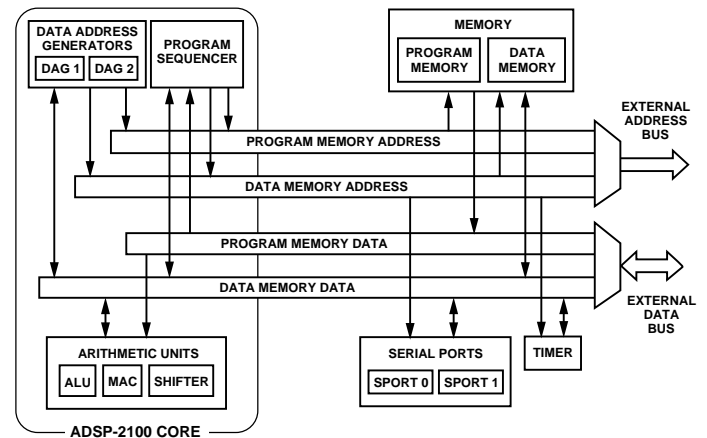 DATA ADDRESS
GENERATORS
DAG 1
DAG 2
PROGRAM
SEQUENCER
MEMORY
PROGRAM
MEMORY
DATA
MEMORY
EXTERNAL
ADDRESS
BUS
PROGRAM MEMORY ADDRESS
DATA MEMORY ADDRESS
PROGRAM MEMORY DATA
DATA MEMORY DATA
EXTERNAL
DATA
BUS
ARITHMETIC UNITS
ALU
MAC
SHIFTER
SERIAL PORTS
SPORT 0
SPORT 1
TIMER
ADSP-2100 CORE